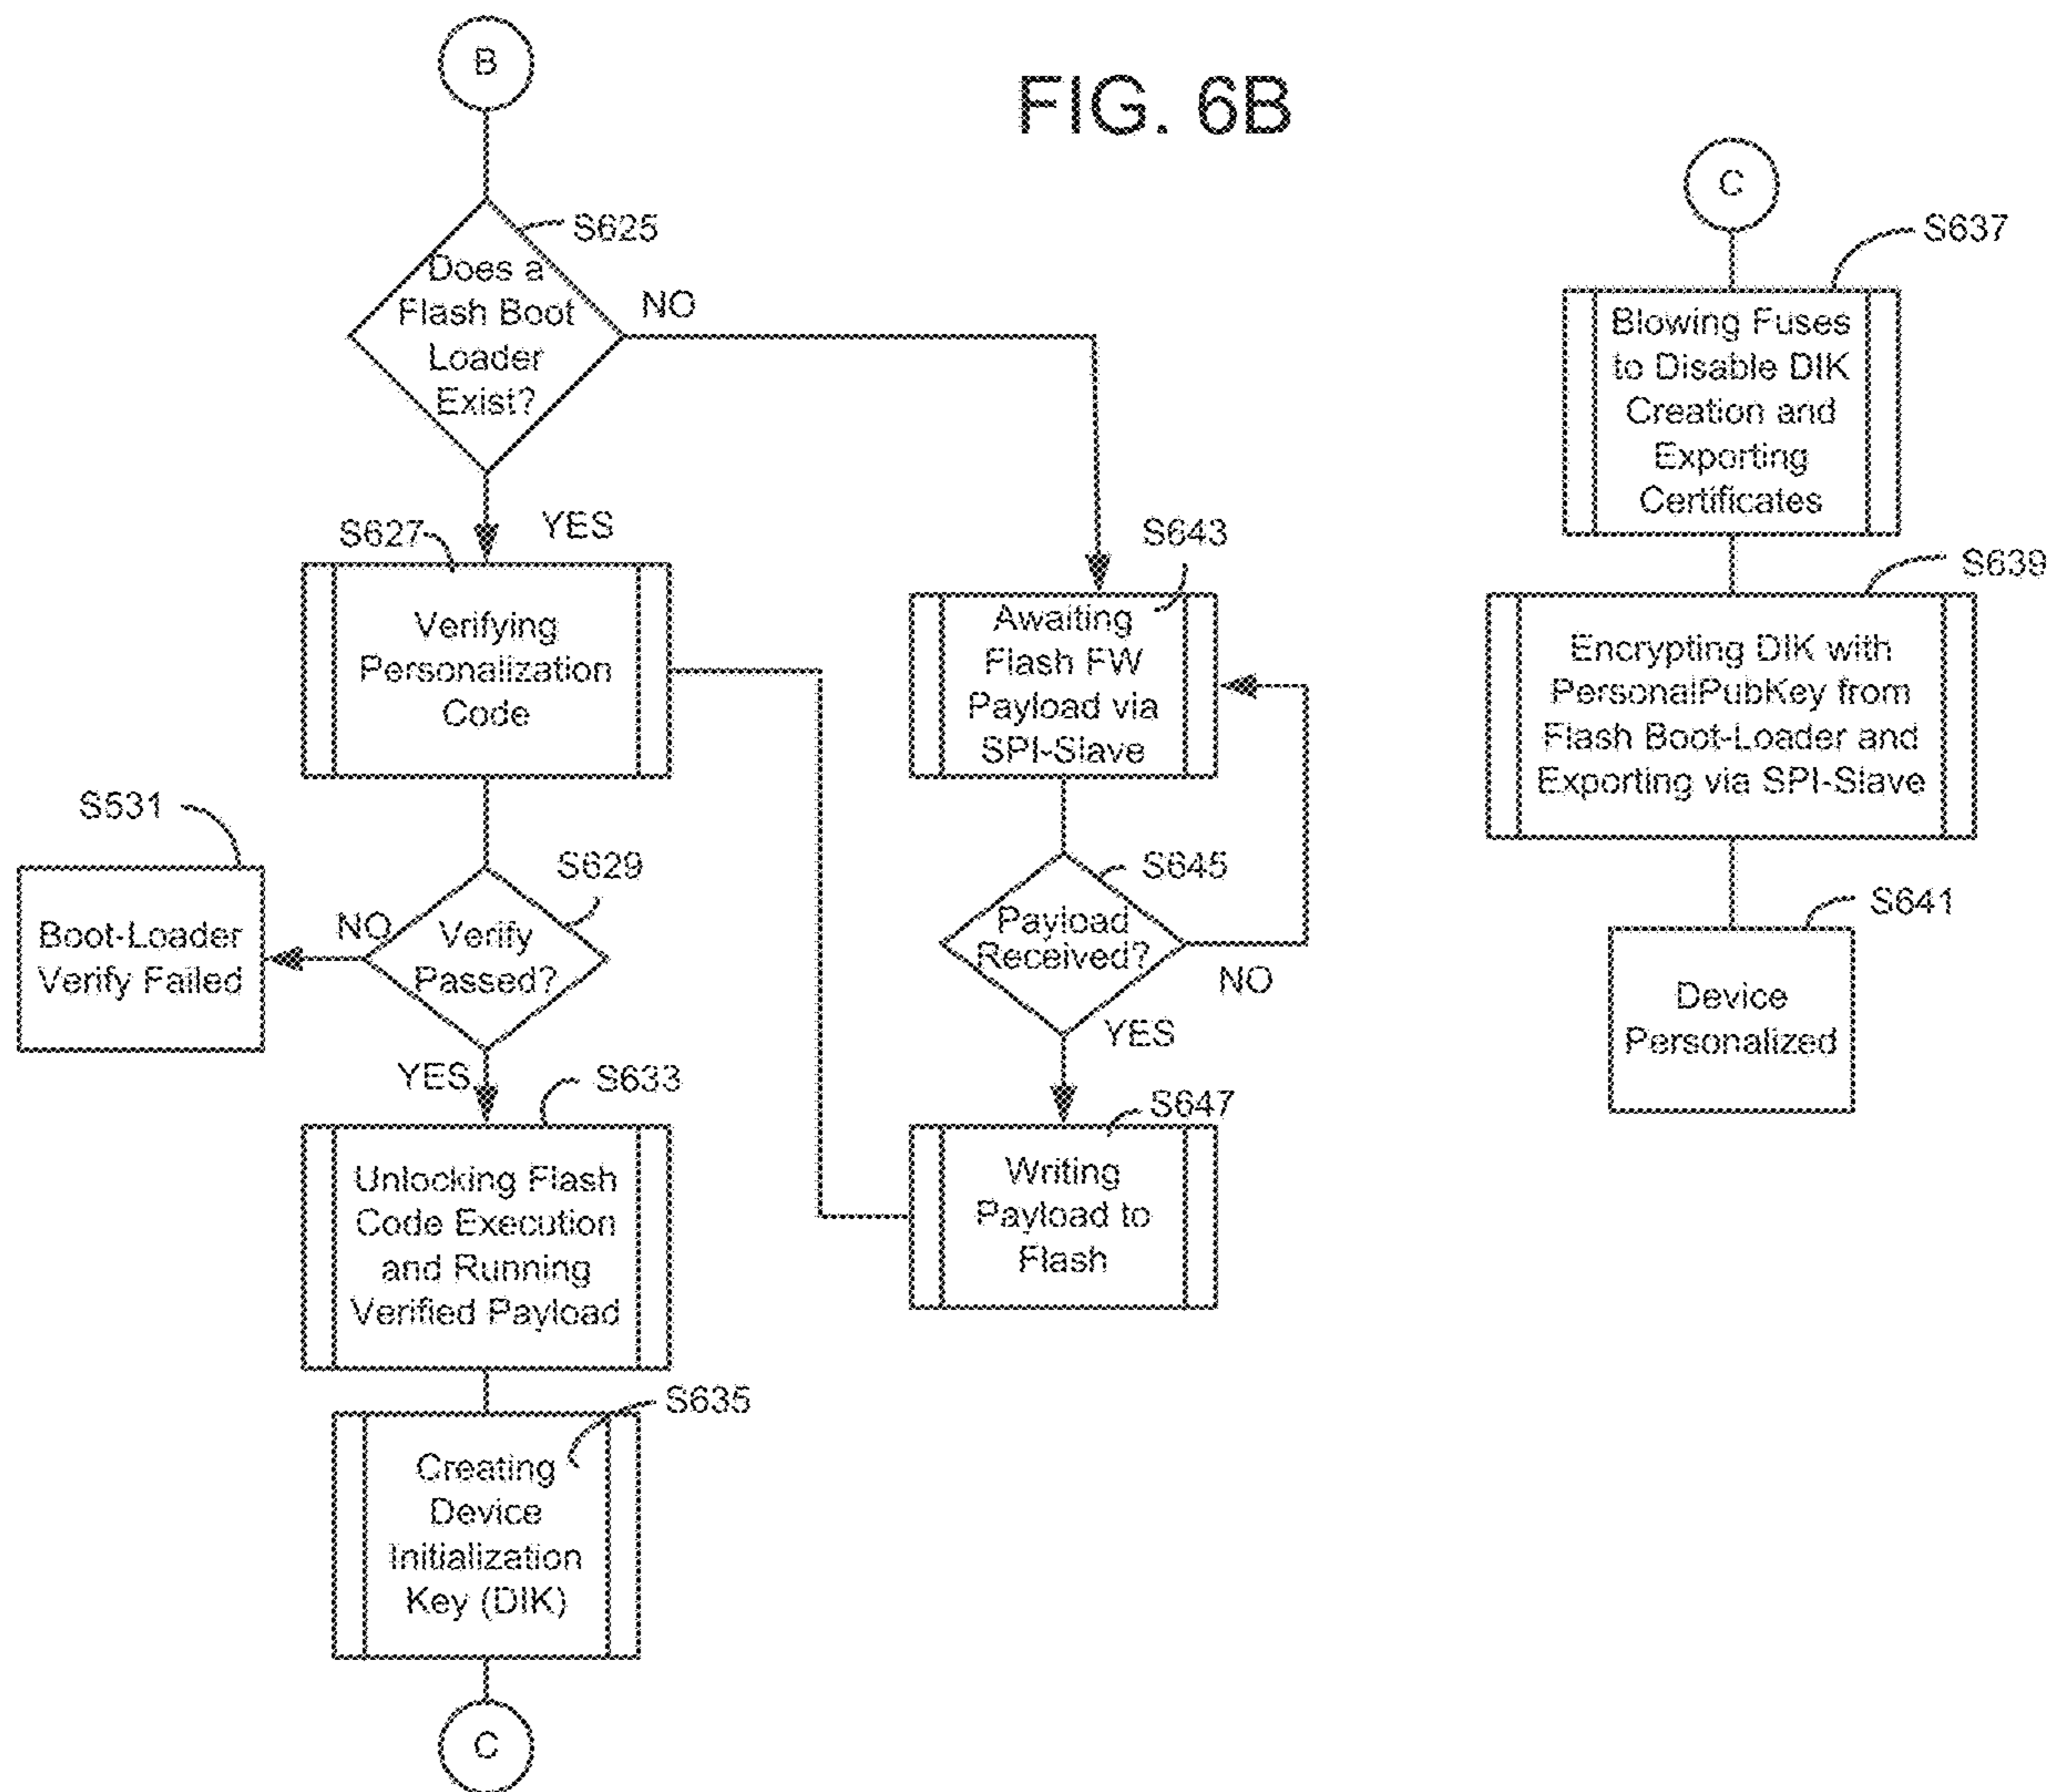 B
FIG. 6B
S625
Does a
Flash Boot
Loader
Exist?
NO
YES
S627
Verifying
Personalization
Code
S531
Boot-Loader
Verify Failed
S629
NO
Verify
Passed?
YES
S633
Unlocking Flash
Code Execution
and Running
Verified Payload
S635
Creating
Device
Initialization
Key (DIK)
C
S643
Awaiting
Flash FW
Payload via
SPI-Slave
S645
Payload
Received?
NO
YES
S647
Writing
Payload to
Flash
C
S637
Blowing Fuses
to Disable DIK
Creation and
Exporting
Certificates
S639
Encrypting DIK with
PersonalPubKey from
Flash Boot-Loader and
Exporting via SPI-Slave
S641
Device
Personalized